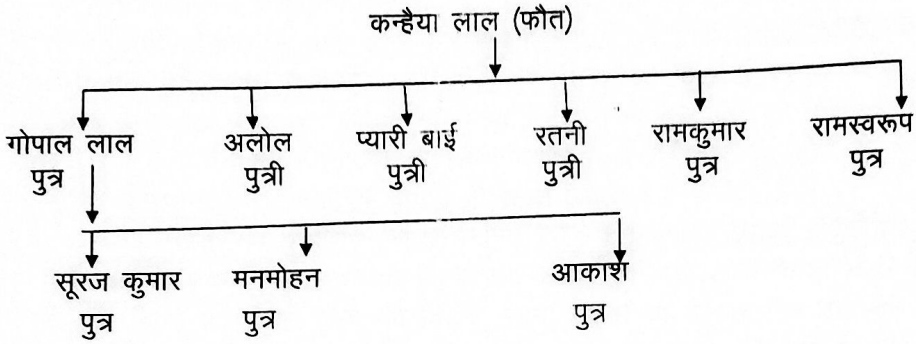 कन्हैया लाल (फौत)
गोपाल लाल अलोल प्यारी बाई रतनी रामकुमार रामस्वरूप
पुत्र पुत्री पुत्री पुत्री पुत्र पुत्र
सूरज कुमार मनमोहन आकाश
पुत्र पुत्र पुत्र